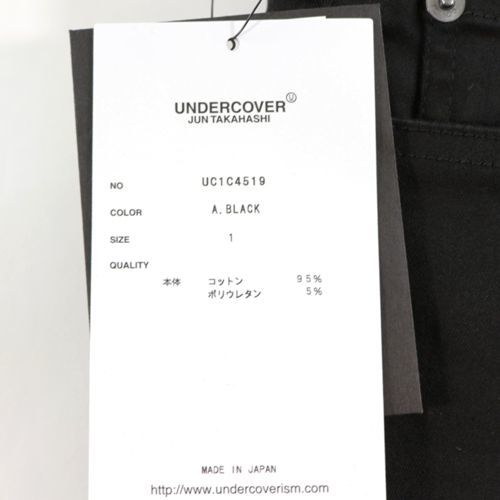 UNDERCOVER Ⓤ
JUN TAKAHASHI
NO UC1C4519
COLOR A.BLACK
SIZE 1
QUALITY
本体 コットン 95%
ポリウレタン 5%
MADE IN JAPAN
http://www.undercoverism.com